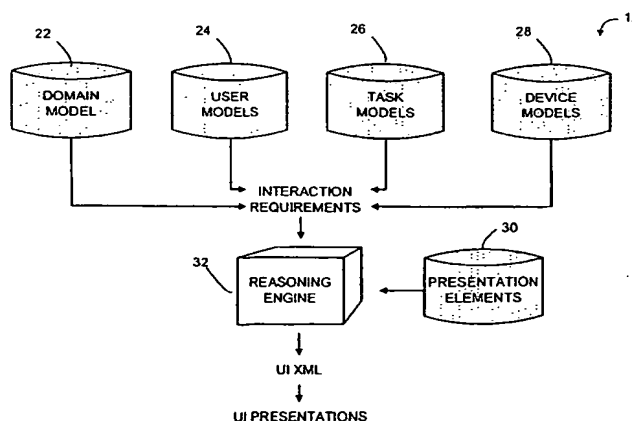 22
24
26
28
DOMAIN
MODEL
USER
MODELS
TASK
MODELS
DEVICE
MODELS
INTERACTION
REQUIREMENTS
30
32
REASONING
ENGINE
PRESENTATION
ELEMENTS
UI XML
UI PRESENTATIONS